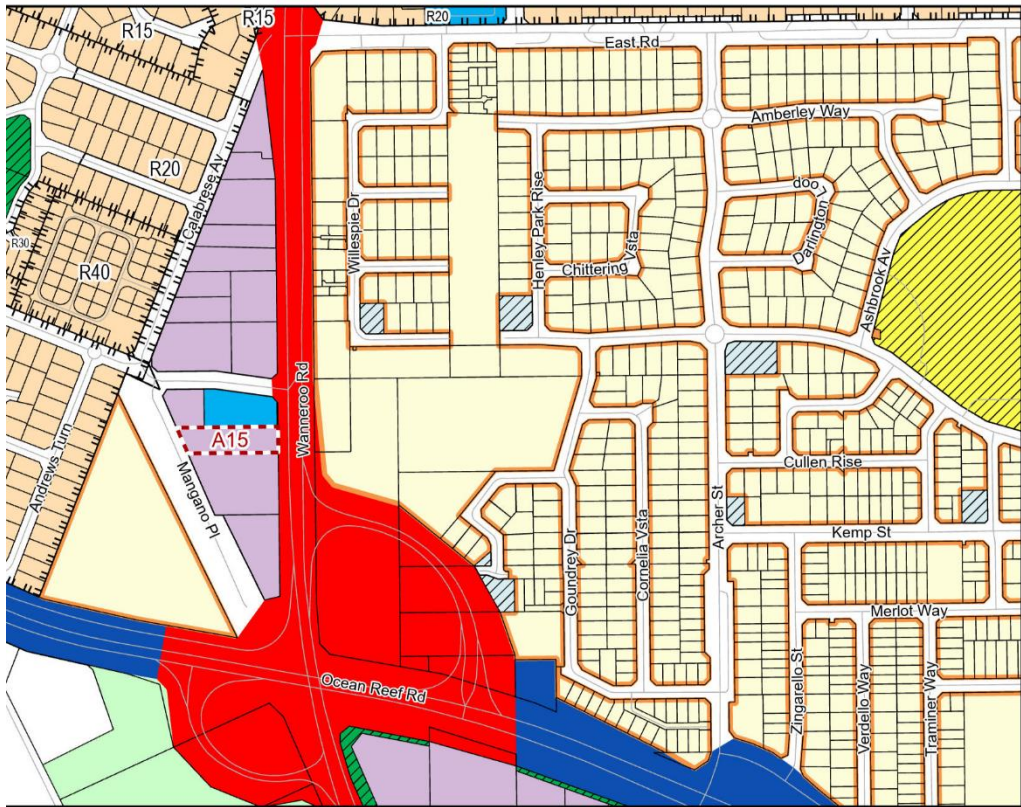 R15
R15
R20
East Rd
Amberley Way
R20
Calabrese Av
Willespie Dr
Henley Park Rise
doo
Darlington
R30
R40
Chittering Vsta
Ashbrook Av
Wanneroo Rd
A15
Andrews Turn
Mangano Pl
Cullen Rise
Archer St
Kemp St
Goundrey Dr
Cornelia Vsta
Merlot Way
Ocean Reef Rd
Zingarello St
Verdello Way
Traminer Way